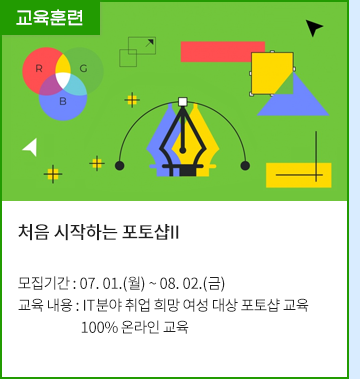 교육훈련
R G
B
처음 시작하는 포토샵II
모집기간 : 07. 01.(월) ~ 08. 02.(금)
교육 내용 : IT분야 취업 희망 여성 대상 포토샵 교육
100% 온라인 교육